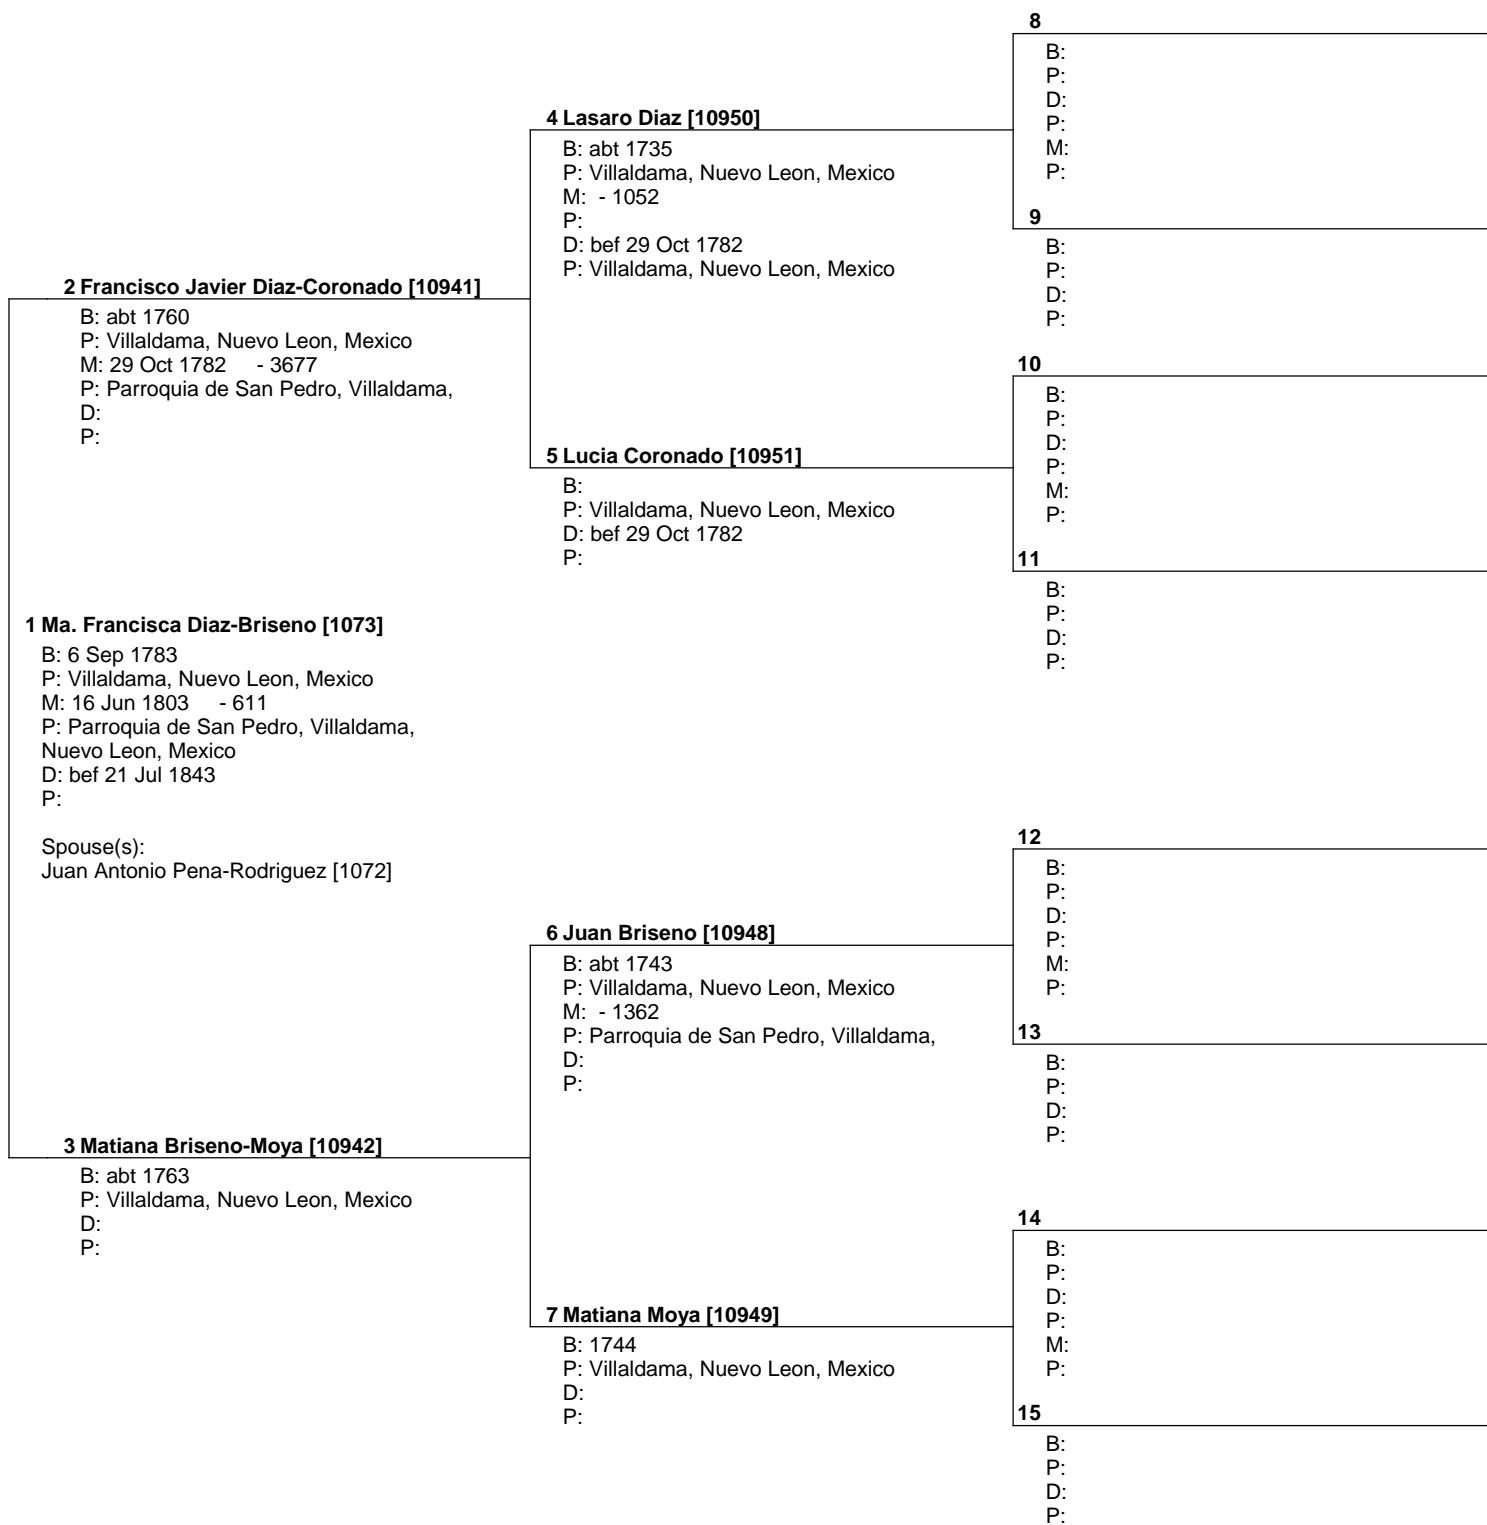 8
B:
P:
D:
P:
M:
P:
4 Lasaro Diaz [10950]
B: abt 1735
P: Villaldama, Nuevo Leon, Mexico
M:  - 1052
P:
D: bef 29 Oct 1782
P: Villaldama, Nuevo Leon, Mexico
9
B:
P:
D:
P:
2 Francisco Javier Diaz-Coronado [10941]
B: abt 1760
P: Villaldama, Nuevo Leon, Mexico
M: 29 Oct 1782    - 3677
P: Parroquia de San Pedro, Villaldama,
D:
P:
10
B:
P:
D:
P:
M:
P:
5 Lucia Coronado [10951]
B:
P: Villaldama, Nuevo Leon, Mexico
D: bef 29 Oct 1782
P:
11
B:
P:
D:
P:
1 Ma. Francisca Diaz-Briseno [1073]
B: 6 Sep 1783
P: Villaldama, Nuevo Leon, Mexico
M: 16 Jun 1803    - 611
P: Parroquia de San Pedro, Villaldama,
Nuevo Leon, Mexico
D: bef 21 Jul 1843
P:
Spouse(s):
Juan Antonio Pena-Rodriguez [1072]
12
B:
P:
D:
P:
M:
P:
6 Juan Briseno [10948]
B: abt 1743
P: Villaldama, Nuevo Leon, Mexico
M:  - 1362
P: Parroquia de San Pedro, Villaldama,
D:
P:
13
B:
P:
D:
P:
3 Matiana Briseno-Moya [10942]
B: abt 1763
P: Villaldama, Nuevo Leon, Mexico
D:
P:
14
B:
P:
D:
P:
M:
P:
7 Matiana Moya [10949]
B: 1744
P: Villaldama, Nuevo Leon, Mexico
D:
P:
15
B:
P:
D:
P: